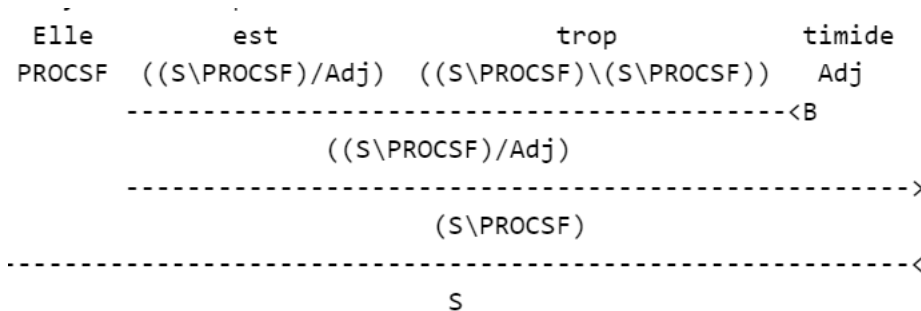 Elle est trop timide
PROCSF ((S\PROCSF)/Adj) ((S\PROCSF)\(S\PROCSF)) Adj
---------------------------------------------<B
((S\PROCSF)/Adj)
----------------------------------------------------->
(S\PROCSF)
--------------------------------------------------------------<
S